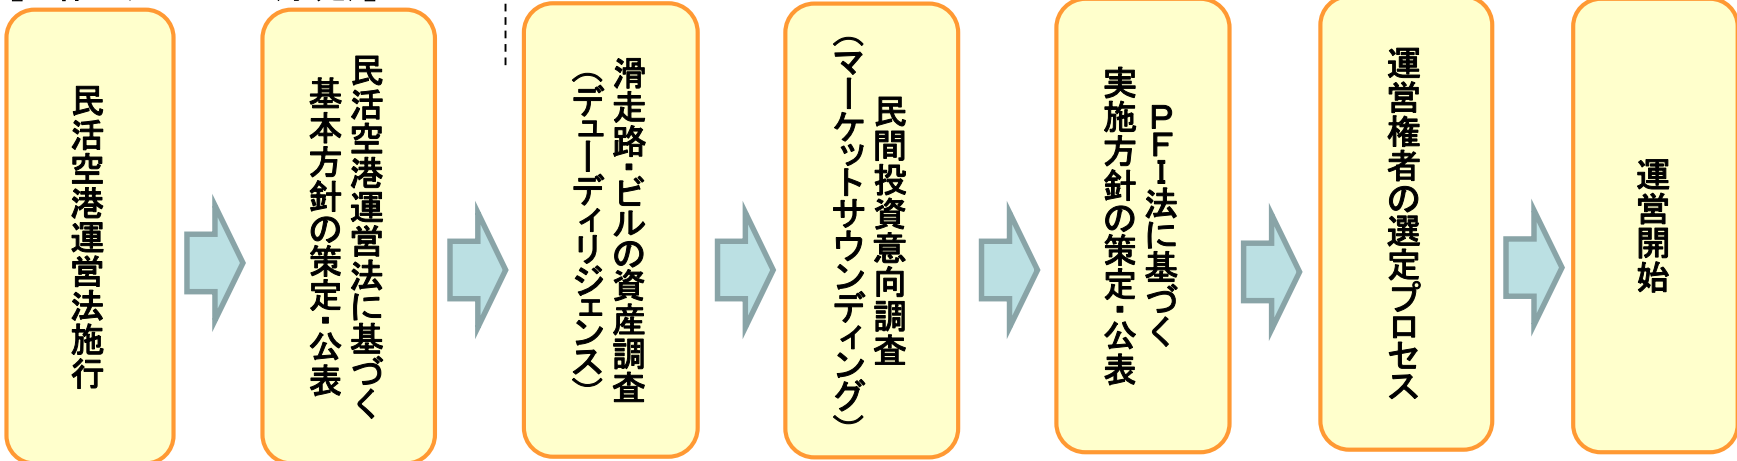 民活空港運営法施行
民活空港運営法に基づく
基本方針の策定・公表
滑走路・ビルの資産調査
（デューディリジェンス）
民間投資意向調査
（マーケットサウンディング）
ＰＦＩ法に基づく
実施方針の策定・公表
運営権者の選定プロセス
運営開始